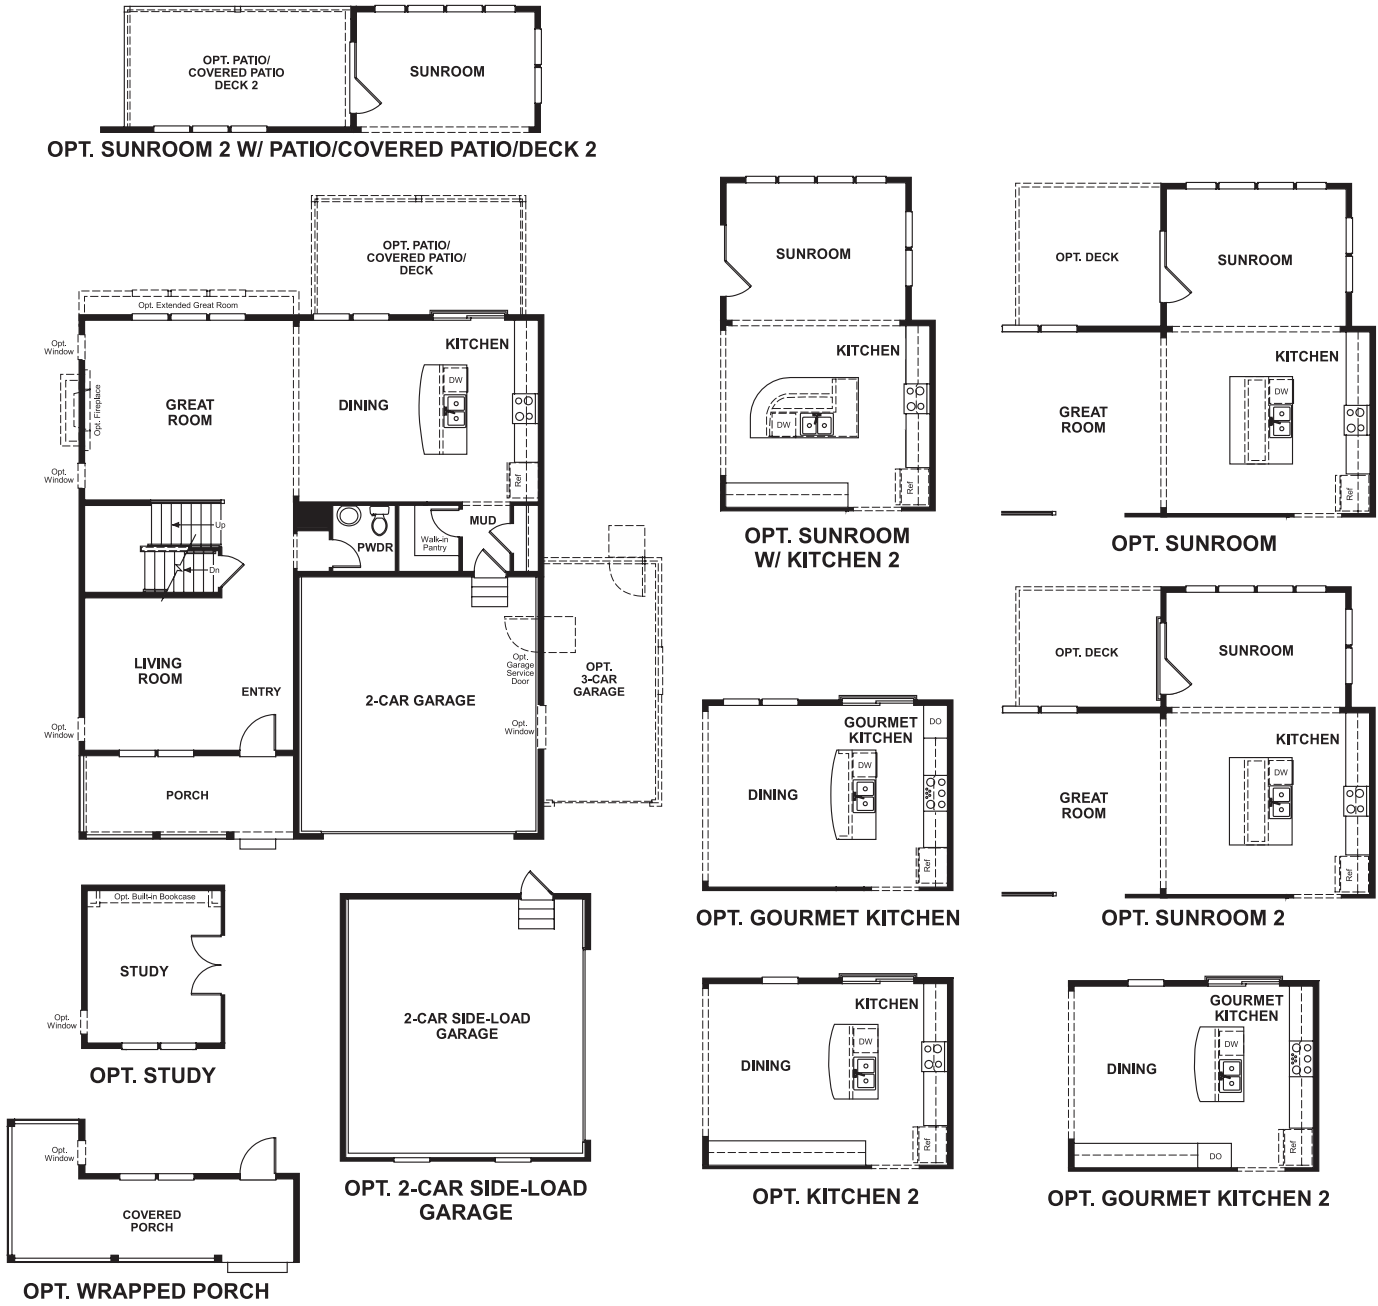 OPT. PATIO/
COVERED PATIO
DECK 2
SUNROOM
OPT. SUNROOM 2 W/ PATIO/COVERED PATIO/DECK 2
OPT. PATIO/
COVERED PATIO/
DECK
Opt. Extended Great Room
Opt.
Window
Opt. Fireplace
Opt.
Window
GREAT
ROOM
DINING
KITCHEN
DW
Ref
Up
Dn
PWDR
Walk-in
Pantry
MUD
LIVING
ROOM
ENTRY
Opt.
Window
2-CAR GARAGE
Opt.
Garage
Service
Door
Opt.
Window
OPT.
3-CAR
GARAGE
PORCH
SUNROOM
KITCHEN
DW
Ref
OPT. SUNROOM
W/ KITCHEN 2
OPT. DECK
SUNROOM
KITCHEN
GREAT
ROOM
DW
Ref
OPT. SUNROOM
OPT. DECK
SUNROOM
KITCHEN
GREAT
ROOM
DW
Ref
OPT. SUNROOM 2
GOURMET
KITCHEN
DO
DW
DINING
Ref
OPT. GOURMET KITCHEN
Opt. Built-in Bookcase
STUDY
Opt.
Window
OPT. STUDY
2-CAR SIDE-LOAD
GARAGE
OPT. 2-CAR SIDE-LOAD
GARAGE
KITCHEN
DW
DINING
Ref
OPT. KITCHEN 2
GOURMET
KITCHEN
DW
DINING
DO
Ref
OPT. GOURMET KITCHEN 2
Opt.
Window
COVERED
PORCH
OPT. WRAPPED PORCH